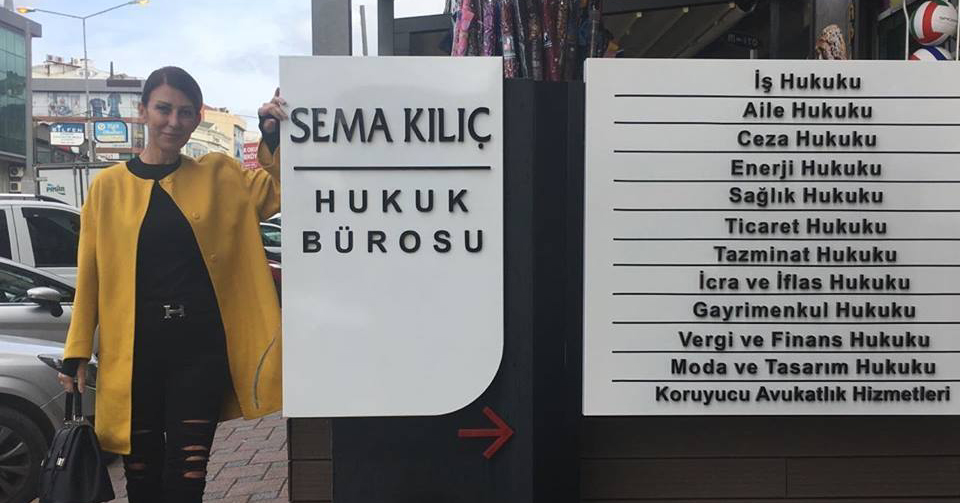 SEMA KILIÇ
HUKUK
BÜROSU
İş Hukuku
Aile Hukuku
Ceza Hukuku
Enerji Hukuku
Sağlık Hukuku
Ticaret Hukuku
Tazminat Hukuku
İcra ve İflas Hukuku
Gayrimenkul Hukuku
Vergi ve Finans Hukuku
Moda ve Tasarım Hukuku
Koruyucu Avukatlık Hizmetleri